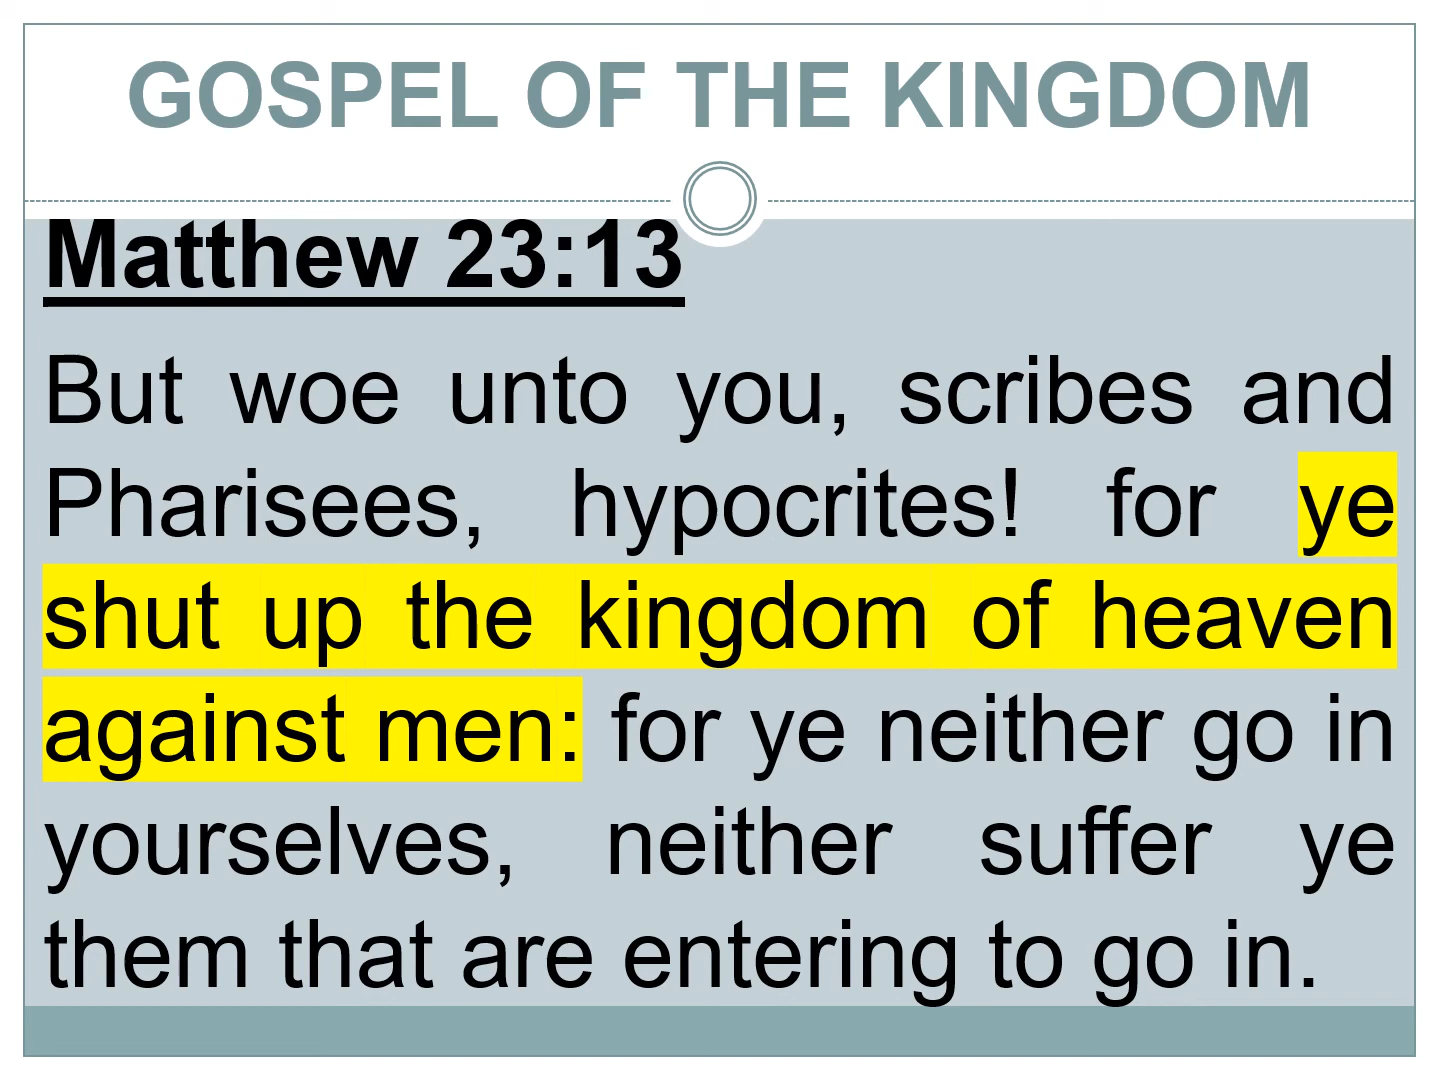 GOSPEL OF THE KINGDOM
Matthew 23:13
But woe unto you, scribes and
Pharisees, hypocrites! for ye
shut up the kingdom of heaven
against men: for ye neither go in
yourselves, neither suffer ye
them that are entering to go in.